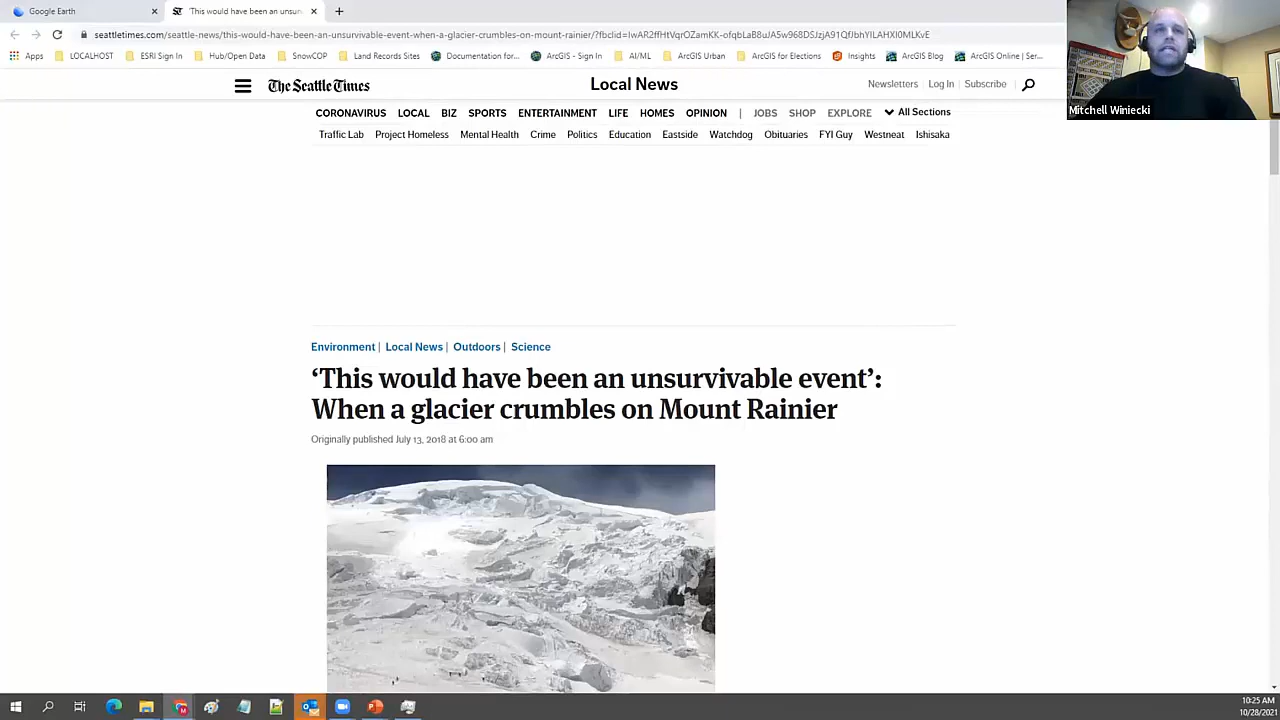 Google Earth
'This would have been an unsurv
seattletimes.com/seattle-news/this-would-have-been-an-unsurvivable-event-when-a-glacier-crumbles-on-mount-rainier/?fbclid=
Apps LOCALHOST ESRI Sign In Hub/Open Data SnowCOP Land Records Sites Documentation for... ArcGIS - Sign In AI/ML ArcGIS Urban ArcGIS for Elections Insights ArcGIS Blog ArcGIS Online | Ser...
Mitchell Winiecki
The Seattle Times
Local News
Newsletters Log In Subscribe
CORONAVIRUS LOCAL BIZ SPORTS ENTERTAINMENT LIFE HOMES OPINION | JOBS SHOP EXPLORE All Sections
Traffic Lab Project Homeless Mental Health Crime Politics Education Eastside Watchdog Obituaries FYI Guy Westneat Ishisaka
Environment | Local News | Outdoors | Science
‘This would have been an unsurvivable event’:
When a glacier crumbles on Mount Rainier
Originally published July 13, 2018 at 6:00 am
10:25 AM
10/28/2021